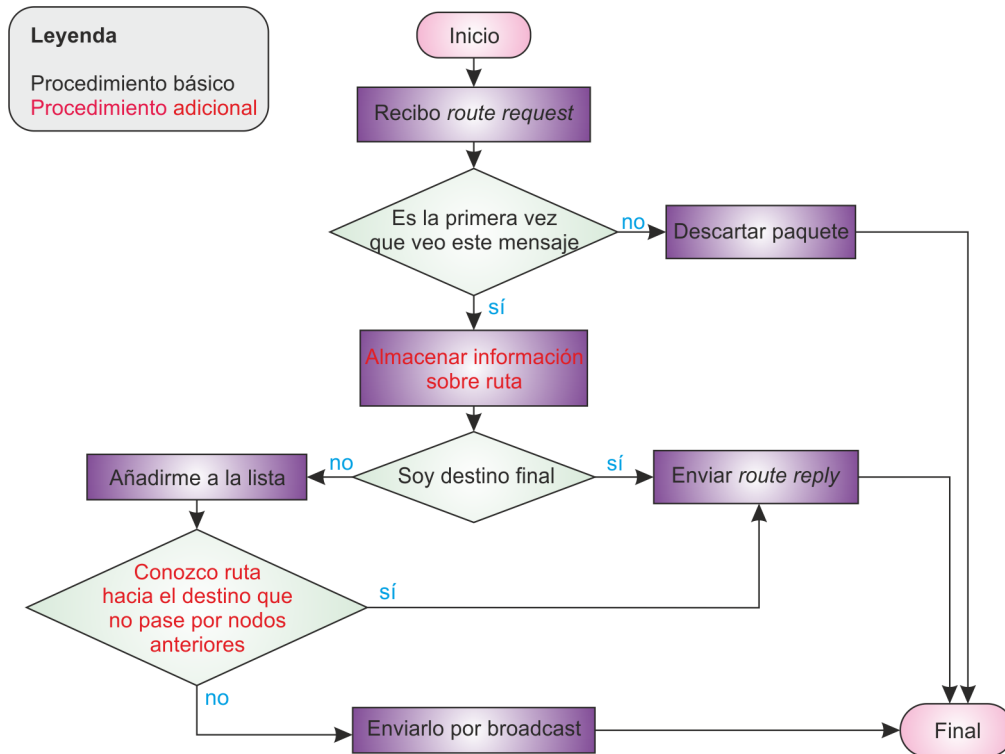 Leyenda
Procedimiento básico
Procedimiento adicional
Inicio
Recibo route request
Es la primera vez
que veo este mensaje
no
Descartar paquete
sí
Almacenar información
sobre ruta
Añadirme a la lista
no
Soy destino final
sí
Enviar route reply
Conozco ruta
hacia el destino que
no pase por nodos
anteriores
sí
no
Enviarlo por broadcast
Final